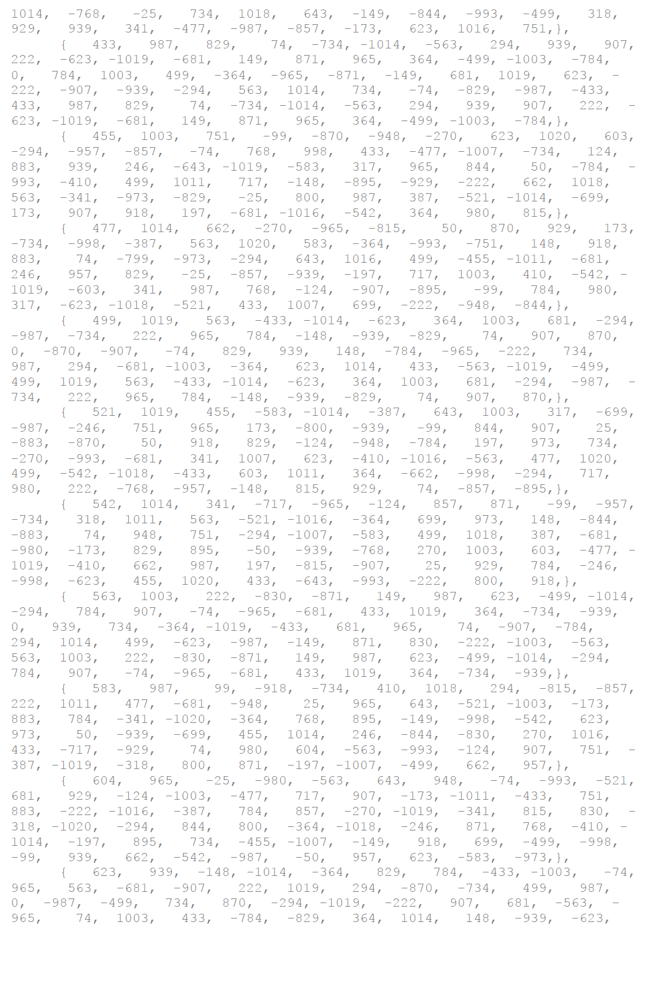 1014,  -768,   -25,   734,  1018,   643,  -149,  -844,  -993,  -499,   318,
929,   939,   341,  -477,  -987,  -857,  -173,   623,  1016,   751,},
{   433,   987,   829,    74,  -734, -1014,  -563,   294,   939,   907,
222,  -623, -1019,  -681,   149,   871,   965,   364,  -499, -1003,  -784,
0,   784,  1003,   499,  -364,  -965,  -871,  -149,   681,  1019,   623,  -
222,  -907,  -939,  -294,   563,  1014,   734,   -74,  -829,  -987,  -433,
433,   987,   829,    74,  -734, -1014,  -563,   294,   939,   907,   222,  -
623, -1019,  -681,   149,   871,   965,   364,  -499, -1003,  -784,},
{   455,  1003,   751,   -99,  -870,  -948,  -270,   623,  1020,   603,
-294,  -957,  -857,   -74,   768,   998,   433,  -477, -1007,  -734,   124,
883,   939,   246,  -643, -1019,  -583,   317,   965,   844,    50,  -784,  -
993,  -410,   499,  1011,   717,  -148,  -895,  -929,  -222,   662,  1018,
563,  -341,  -973,  -829,   -25,   800,   987,   387,  -521, -1014,  -699,
173,   907,   918,   197,  -681, -1016,  -542,   364,   980,   815,},
{   477,  1014,   662,  -270,  -965,  -815,    50,   870,   929,   173,
-734,  -998,  -387,   563,  1020,   583,  -364,  -993,  -751,   148,   918,
883,    74,  -799,  -973,  -294,   643,  1016,   499,  -455, -1011,  -681,
246,   957,   829,   -25,  -857,  -939,  -197,   717,  1003,   410,  -542, -
1019,  -603,   341,   987,   768,  -124,  -907,  -895,   -99,   784,   980,
317,  -623, -1018,  -521,   433,  1007,   699,  -222,  -948,  -844,},
{   499,  1019,   563,  -433, -1014,  -623,   364,  1003,   681,  -294,
-987,  -734,   222,   965,   784,  -148,  -939,  -829,    74,   907,   870,
0,  -870,  -907,   -74,   829,   939,   148,  -784,  -965,  -222,   734,
987,   294,  -681, -1003,  -364,   623,  1014,   433,  -563, -1019,  -499,
499,  1019,   563,  -433, -1014,  -623,   364,  1003,   681,  -294,  -987,  -
734,   222,   965,   784,  -148,  -939,  -829,    74,   907,   870,},
{   521,  1019,   455,  -583, -1014,  -387,   643,  1003,   317,  -699,
-987,  -246,   751,   965,   173,  -800,  -939,   -99,   844,   907,    25,
-883,  -870,    50,   918,   829,  -124,  -948,  -784,   197,   973,   734,
-270,  -993,  -681,   341,  1007,   623,  -410, -1016,  -563,   477,  1020,
499,  -542, -1018,  -433,   603,  1011,   364,  -662,  -998,  -294,   717,
980,   222,  -768,  -957,  -148,   815,   929,    74,  -857,  -895,},
{   542,  1014,   341,  -717,  -965,  -124,   857,   871,   -99,  -957,
-734,   318,  1011,   563,  -521, -1016,  -364,   699,   973,   148,  -844,
-883,    74,   948,   751,  -294, -1007,  -583,   499,  1018,   387,  -681,
-980,  -173,   829,   895,   -50,  -939,  -768,   270,  1003,   603,  -477, -
1019,  -410,   662,   987,   197,  -815,  -907,    25,   929,   784,  -246,
-998,  -623,   455,  1020,   433,  -643,  -993,  -222,   800,   918,},
{   563,  1003,   222,  -830,  -871,   149,   987,   623,  -499, -1014,
-294,   784,   907,   -74,  -965,  -681,   433,  1019,   364,  -734,  -939,
0,   939,   734,  -364, -1019,  -433,   681,   965,    74,  -907,  -784,
294,  1014,   499,  -623,  -987,  -149,   871,   830,  -222, -1003,  -563,
563,  1003,   222,  -830,  -871,   149,   987,   623,  -499, -1014,  -294,
784,   907,   -74,  -965,  -681,   433,  1019,   364,  -734,  -939,},
{   583,   987,    99,  -918,  -734,   410,  1018,   294,  -815,  -857,
222,  1011,   477,  -681,  -948,    25,   965,   643,  -521, -1003,  -173,
883,   784,  -341, -1020,  -364,   768,   895,  -149,  -998,  -542,   623,
973,    50,  -939,  -699,   455,  1014,   246,  -844,  -830,   270,  1016,
433,  -717,  -929,    74,   980,   604,  -563,  -993,  -124,   907,   751,  -
387, -1019,  -318,   800,   871,  -197, -1007,  -499,   662,   957,},
{   604,   965,   -25,  -980,  -563,   643,   948,   -74,  -993,  -521,
681,   929,  -124, -1003,  -477,   717,   907,  -173, -1011,  -433,   751,
883,  -222, -1016,  -387,   784,   857,  -270, -1019,  -341,   815,   830,  -
318, -1020,  -294,   844,   800,  -364, -1018,  -246,   871,   768,  -410, -
1014,  -197,   895,   734,  -455, -1007,  -149,   918,   699,  -499,  -998,
-99,   939,   662,  -542,  -987,   -50,   957,   623,  -583,  -973,},
{   623,   939,  -148, -1014,  -364,   829,   784,  -433, -1003,   -74,
965,   563,  -681,  -907,   222,  1019,   294,  -870,  -734,   499,   987,
0,  -987,  -499,   734,   870,  -294, -1019,  -222,   907,   681,  -563,  -
965,    74,  1003,   433,  -784,  -829,   364,  1014,   148,  -939,  -623,